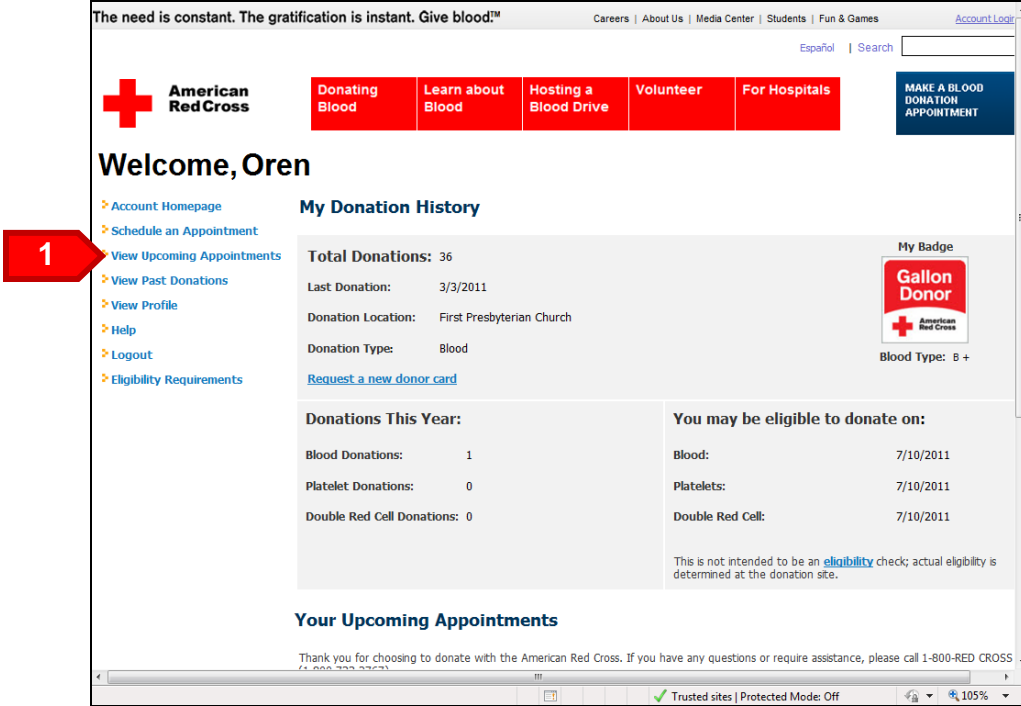 The need is constant. The gratification is instant. Give blood.™
Careers | About Us | Media Center | Students | Fun & Games
Account Login
Español | Search
American
Red Cross
Donating
Blood
Learn about
Blood
Hosting a
Blood Drive
Volunteer
For Hospitals
MAKE A BLOOD
DONATION
APPOINTMENT
Welcome, Oren
Account Homepage
Schedule an Appointment
1
View Upcoming Appointments
View Past Donations
View Profile
Help
Logout
Eligibility Requirements
My Donation History
Total Donations: 36
Last Donation: 3/3/2011
Donation Location: First Presbyterian Church
Donation Type: Blood
Request a new donor card
My Badge
Gallon
Donor
American
Red Cross
Blood Type: B +
Donations This Year:
Blood Donations: 1
Platelet Donations: 0
Double Red Cell Donations: 0
You may be eligible to donate on:
Blood: 7/10/2011
Platelets: 7/10/2011
Double Red Cell: 7/10/2011
This is not intended to be an eligibility check; actual eligibility is
determined at the donation site.
Your Upcoming Appointments
Thank you for choosing to donate with the American Red Cross. If you have any questions or require assistance, please call 1-800-RED CROSS
Trusted sites | Protected Mode: Off
105%